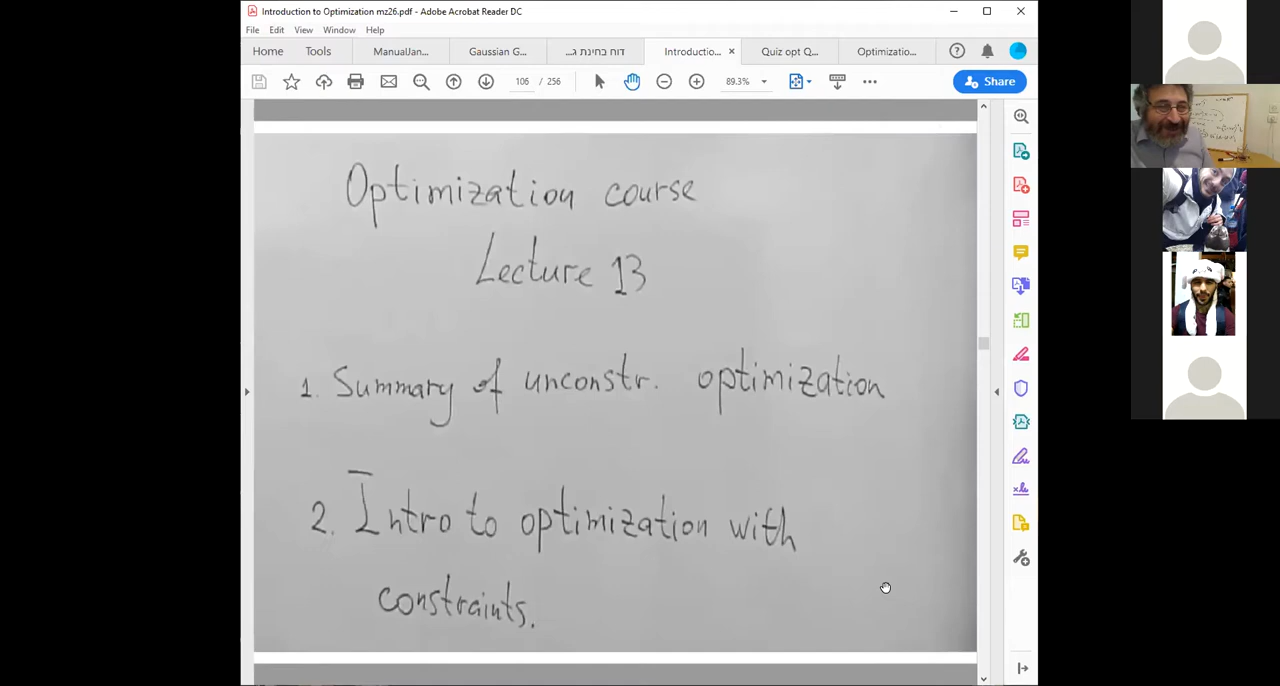 Introduction to Optimization mz26.pdf - Adobe Acrobat Reader DC
File Edit View Window Help
Home Tools ManualJan... Gaussian G... דוח בחינת ג... Introductio... Quiz opt Q... Optimizatio...
106 / 256 89.3% Share
Optimization course
Lecture 13
1. Summary of unconstr. optimization
2. Intro to optimization with
constraints.